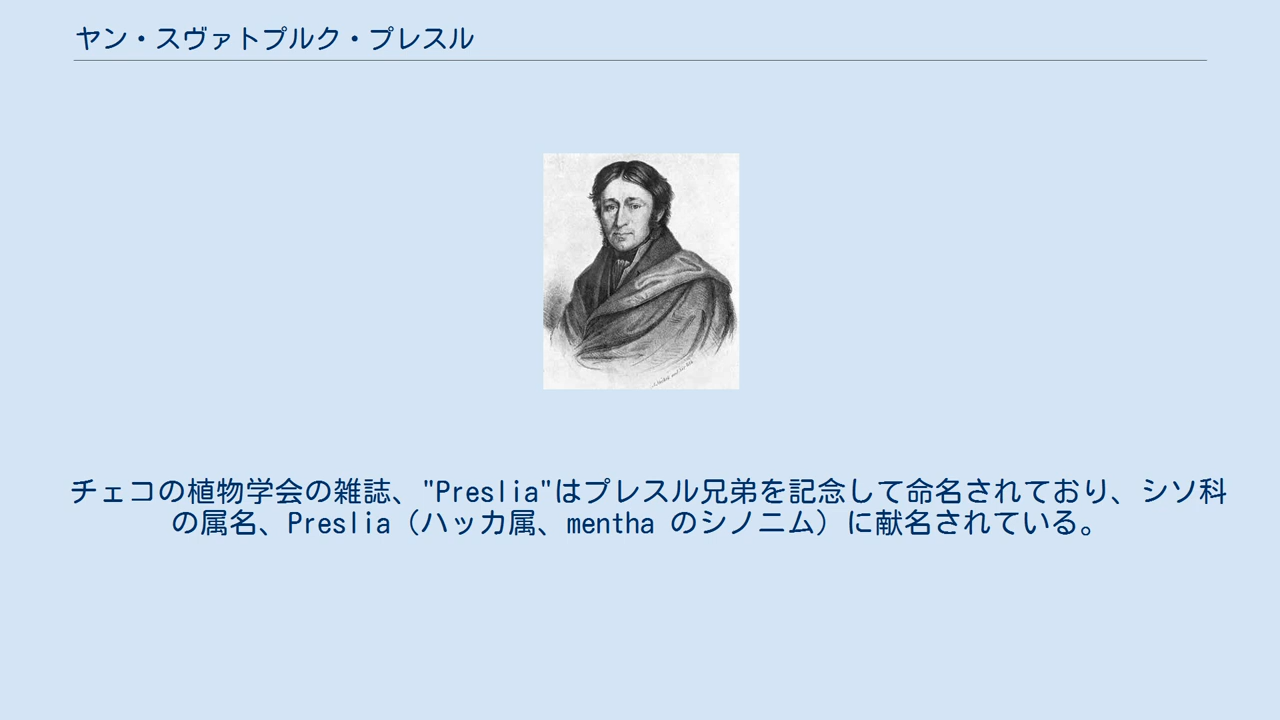 ヤン・スヴァトプルク・プレスル
チェコの植物学会の雑誌、"Preslia"はプレスル兄弟を記念して命名されており、シソ科
の属名、Preslia（ハッカ属、mentha のシノニム）に献名されている。